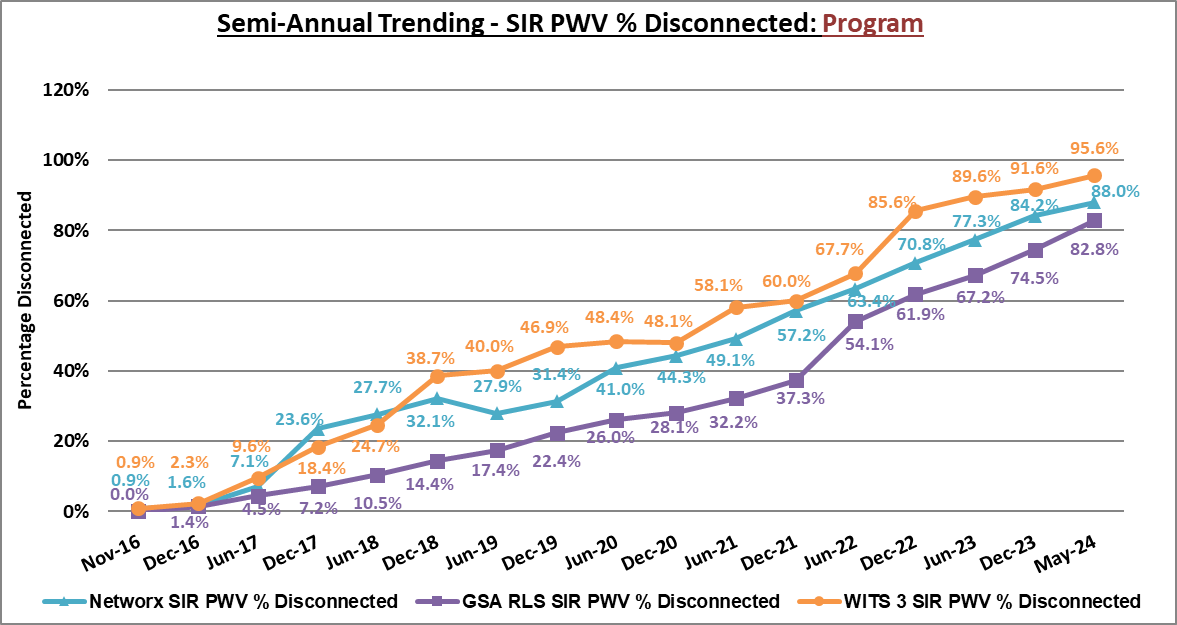 Semi-Annual Trending - SIR PWV % Disconnected: Program
Percentage Disconnected
120%
100%
80%
60%
40%
20%
0%
0.9% 2.3% 9.6% 18.4% 24.7% 38.7% 40.0% 46.9% 48.4% 48.1% 58.1% 60.0% 67.7% 85.6% 89.6% 91.6% 95.6%
0.9% 1.6% 7.1% 23.6% 27.7% 32.1% 27.9% 31.4% 41.0% 44.3% 49.1% 57.2% 63.4% 70.8% 77.3% 84.2% 88.0%
0.0% 1.4% 4.5% 7.2% 10.5% 14.4% 17.4% 22.4% 26.0% 28.1% 32.2% 37.3% 54.1% 61.9% 67.2% 74.5% 82.8%
Nov-16 Dec-16 Jun-17 Dec-17 Jun-18 Dec-18 Jun-19 Dec-19 Jun-20 Dec-20 Jun-21 Dec-21 Jun-22 Dec-22 Jun-23 Dec-23 May-24
Networx SIR PWV % Disconnected GSA RLS SIR PWV % Disconnected WITS 3 SIR PWV % Disconnected